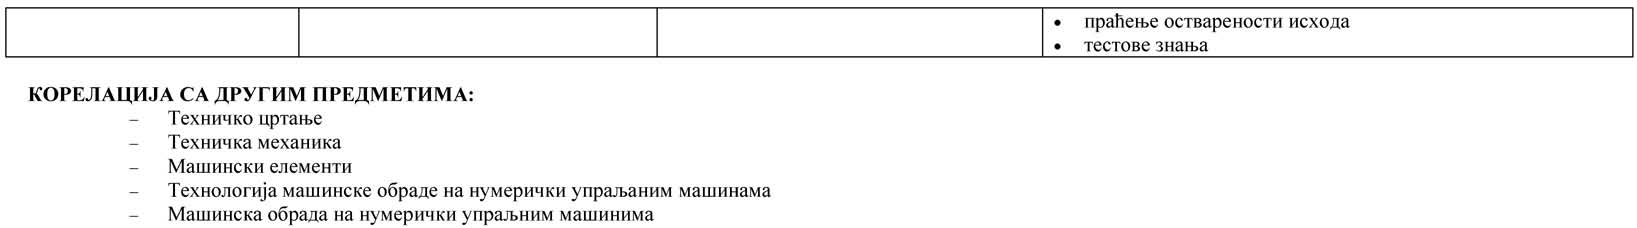 • праћење остварености исхода
• тестове знања
КОРЕЛАЦИЈА СА ДРУГИМ ПРЕДМЕТИМА:
– Техничко цртање
– Техничка механика
– Машински елементи
– Технологија машинске обраде на нумерички упраљаним машинама
– Машинска обрада на нумерички упраљним машинима